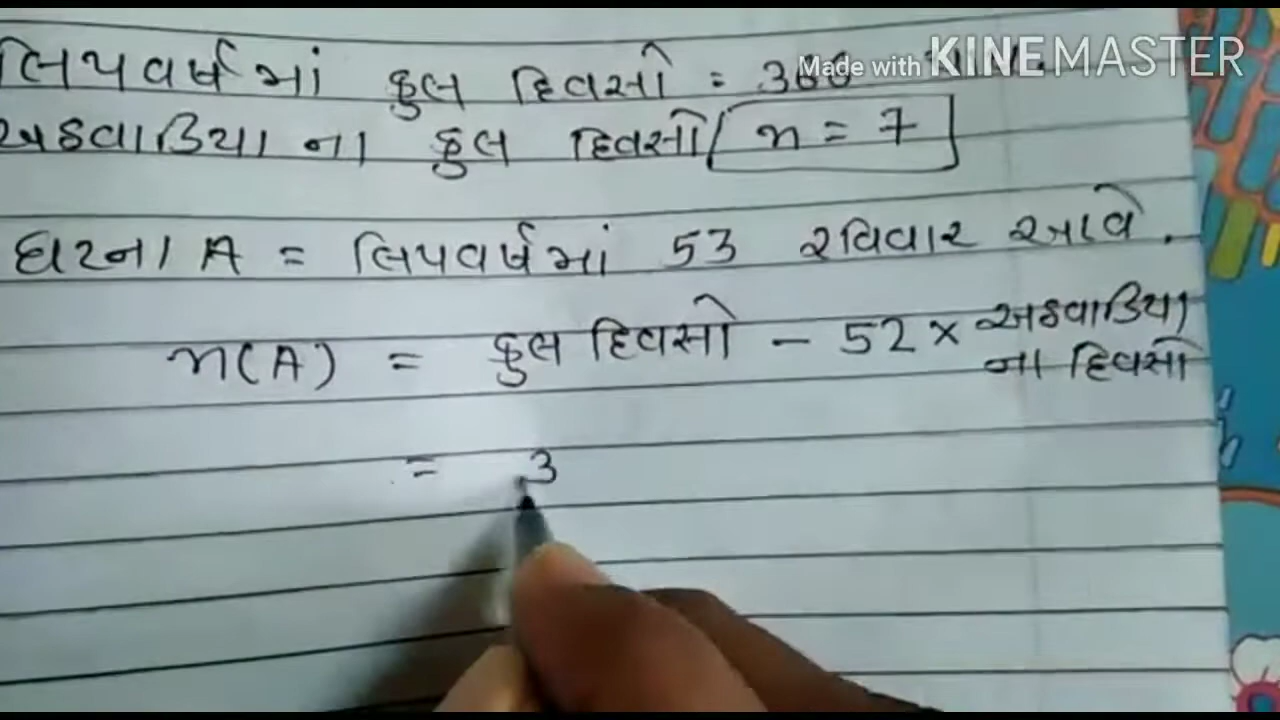 લિપવર્ષમાં કુલ દિવસો = 366
Made with KINEMASTER
અઠવાડિયાના કુલ દિવસો n = 7
ઘટના A = લિપવર્ષમાં 53 રવિવાર આવે.
n(A) = કુલ દિવસો - 52 × અઠવાડિયા
ના દિવસો
= 3